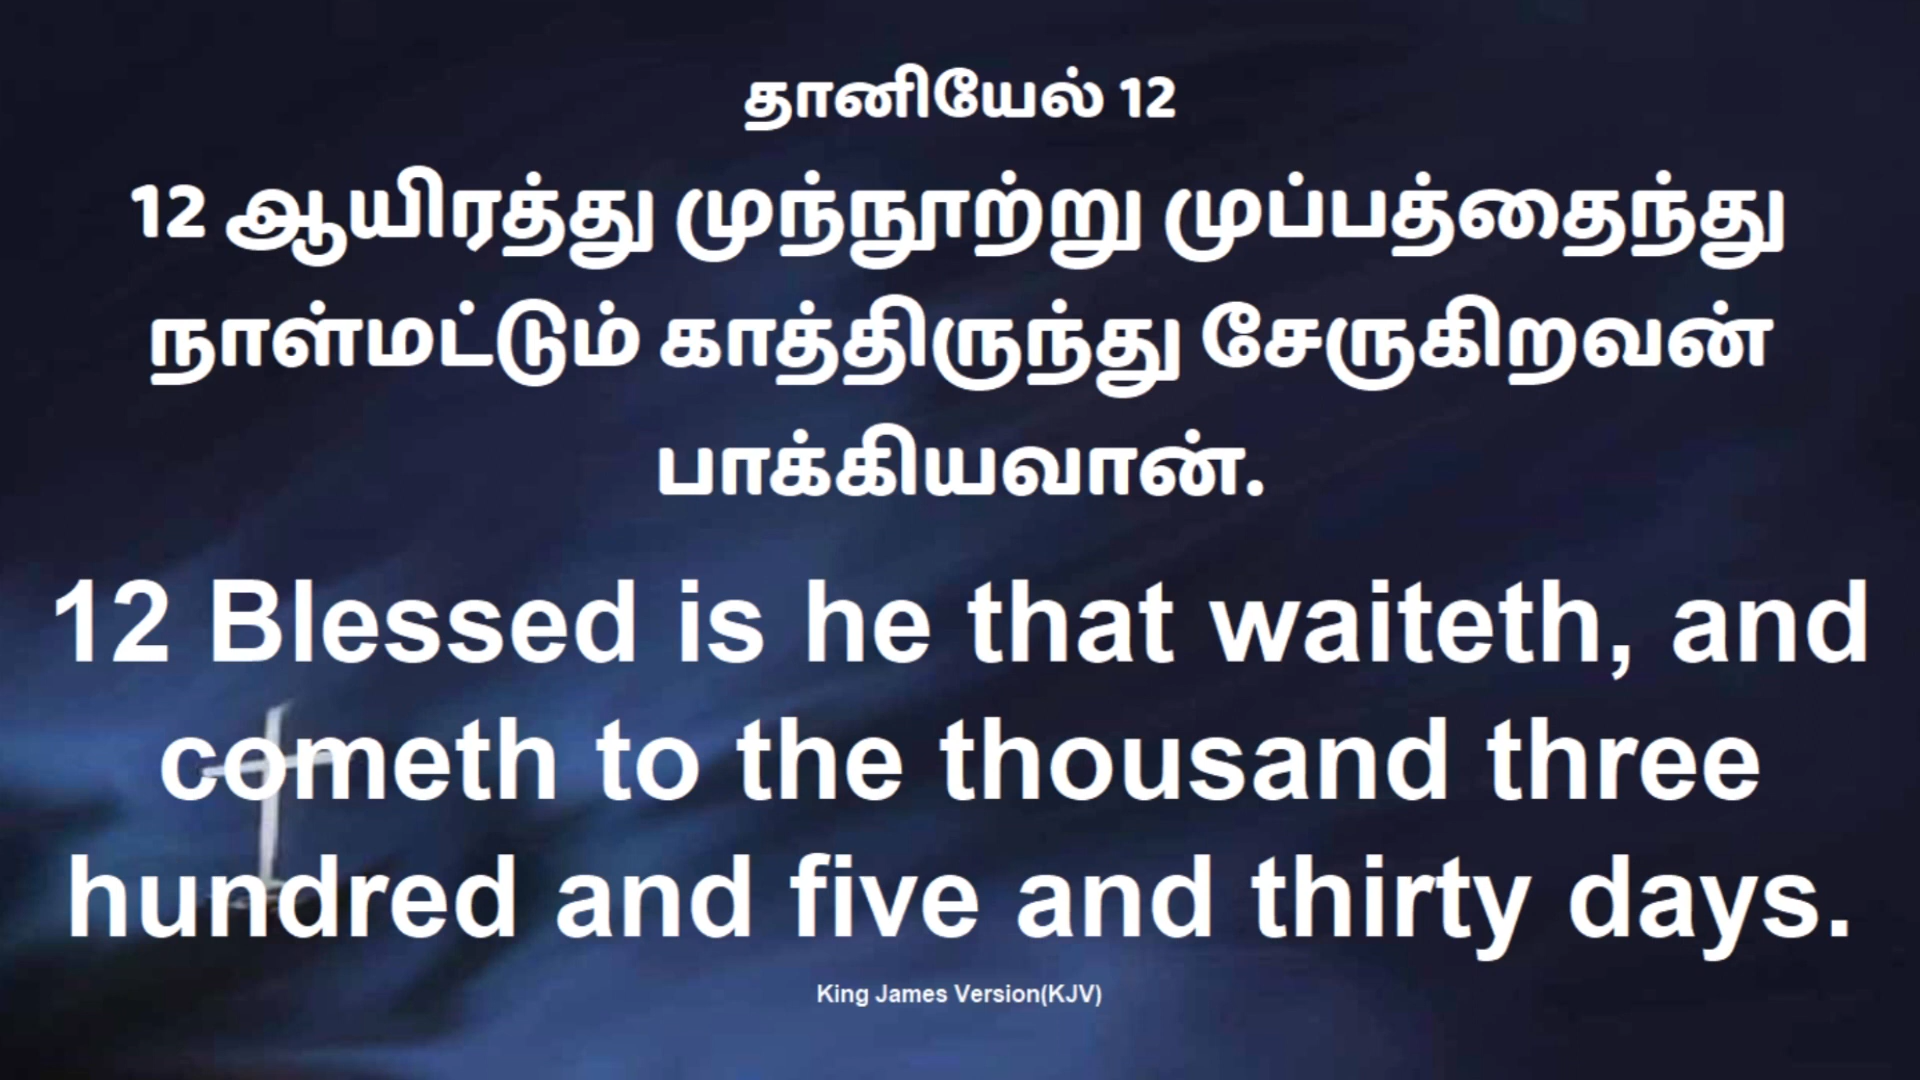 தானியேல் 12
12 ஆயிரத்து முந்நூற்று முப்பத்தைந்து
நாள்மட்டும் காத்திருந்து சேருகிறவன்
பாக்கியவான்.
12 Blessed is he that waiteth, and
cometh to the thousand three
hundred and five and thirty days.
King James Version(KJV)